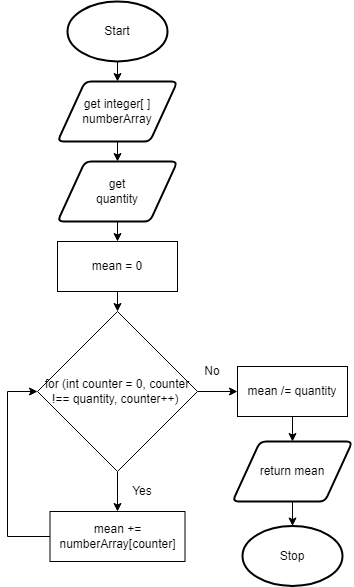 Start
get integer[ ]
numberArray
get
quantity
mean = 0
for (int counter = 0, counter
!== quantity, counter++)
No
mean /= quantity
return mean
Yes
mean +=
numberArray[counter]
Stop